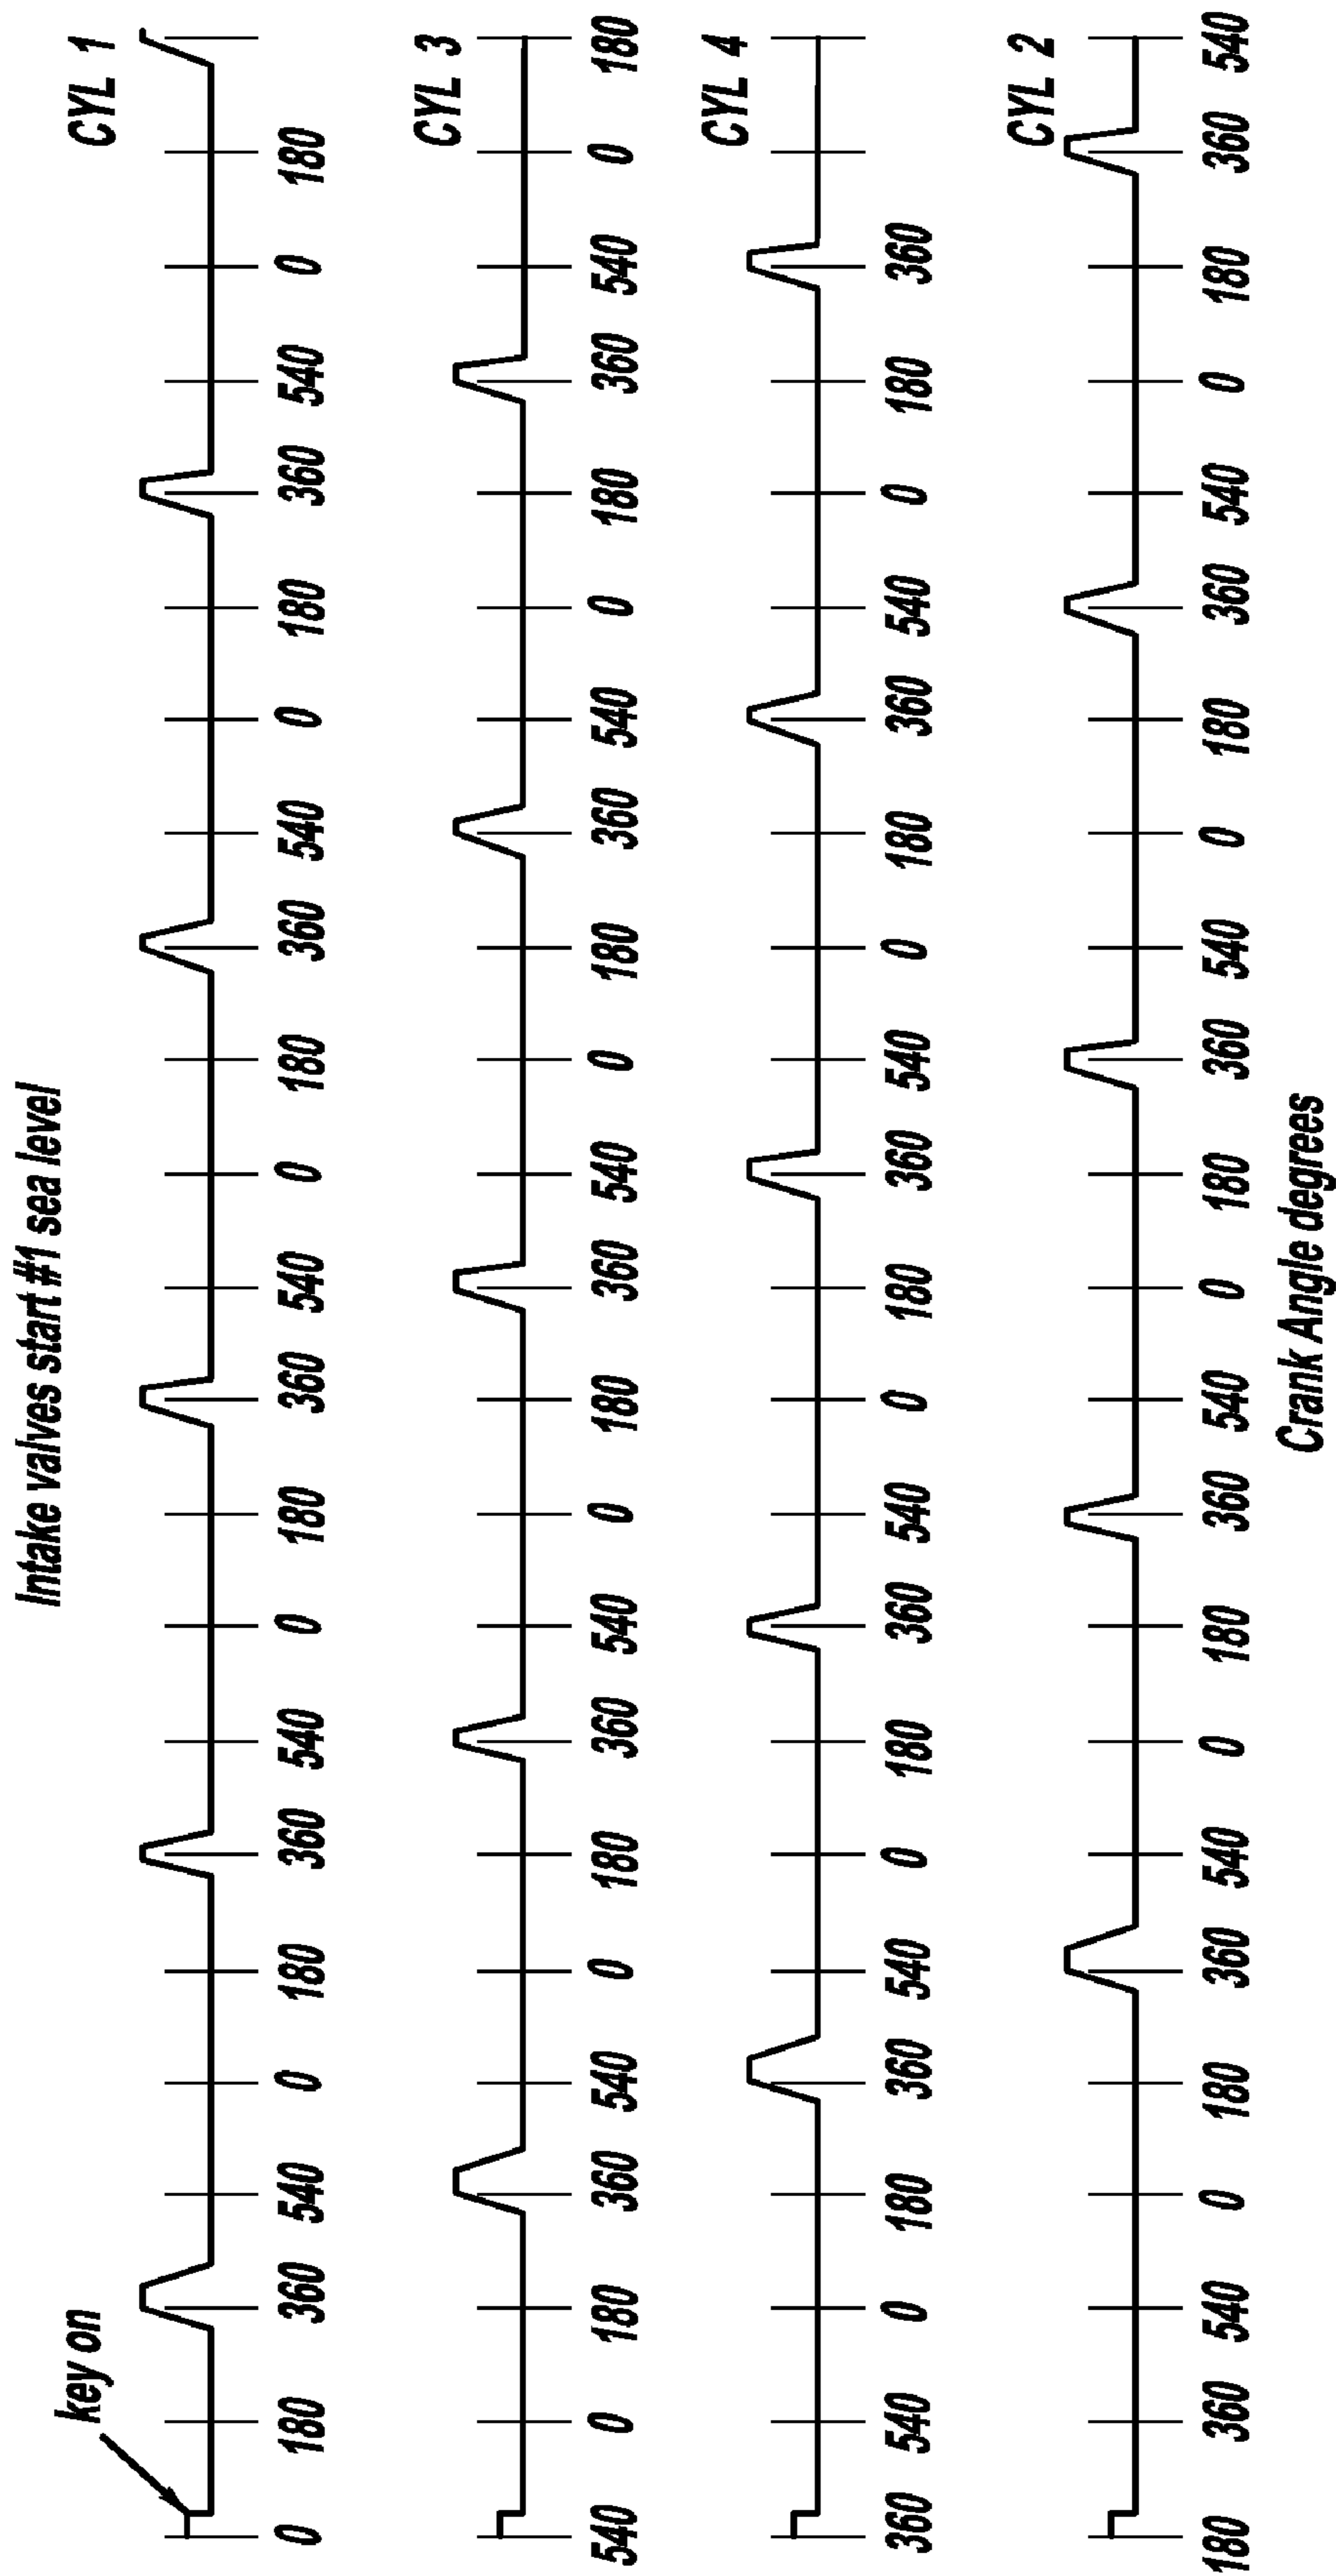 Intake valves start #1 sea level
key on
CYL 1
0 180 360 540 0 180 360 540 0 180 360 540 0 180 360 540 0 180 360 540 0 180
CYL 3
540 0 180 360 540 0 180 360 540 0 180 360 540 0 180 360 540 0 180 360 540 0 180
CYL 4
360 540 0 180 360 540 0 180 360 540 0 180 360 540 0 180 360 540 0 180 360
CYL 2
180 360 540 0 180 360 540 0 180 360 540 0 180 360 540 0 180 360 540 0 180 360 540
Crank Angle degrees